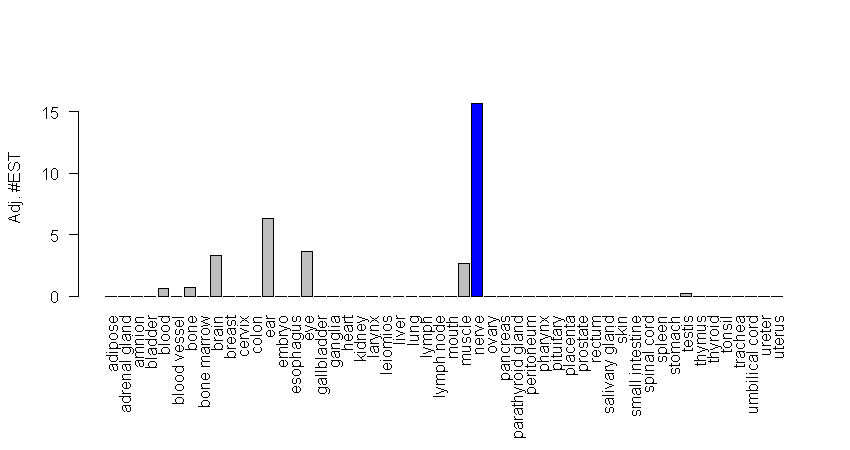 Adj. #EST
15
10
5
0
adipose
adrenal gland
amnion
bladder
blood
blood vessel
bone
bone marrow
brain
breast
cervix
colon
ear
embryo
esophagus
eye
gallbladder
ganglia
heart
kidney
larynx
leiomios
liver
lung
lymph
lymph node
mouth
muscle
nerve
ovary
pancreas
parathyroid gland
peritoneum
pharynx
pituitary
placenta
prostate
rectum
salivary gland
skin
small intestine
spinal cord
spleen
stomach
testis
thymus
thyroid
tonsil
trachea
umbilical cord
ureter
uterus